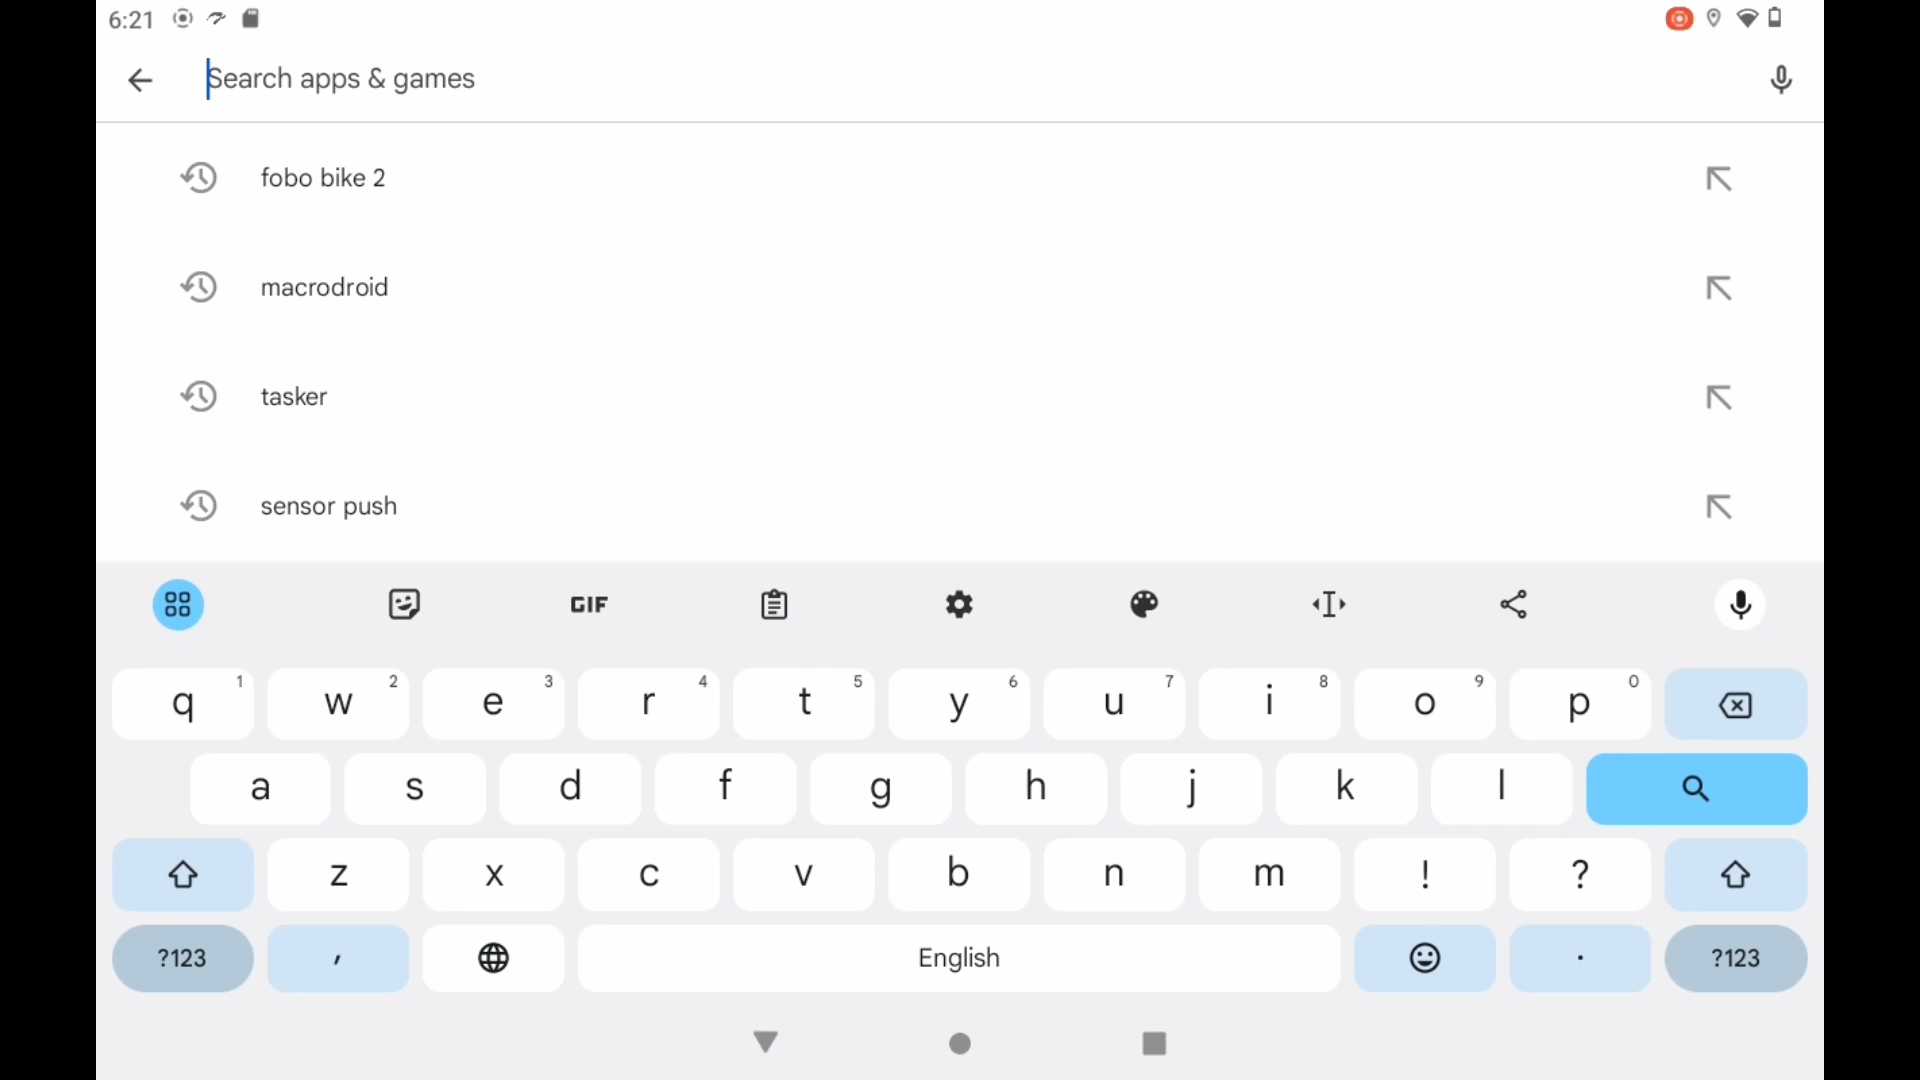 6:21
Search apps & games
fobo bike 2
macrodroid
tasker
sensor push
GIF
q 1 w 2 e 3 r 4 t 5 y 6 u 7 i 8 o 9 p 0
a s d f g h j k l
z x c v b n m ! ?
?123 , English . ?123